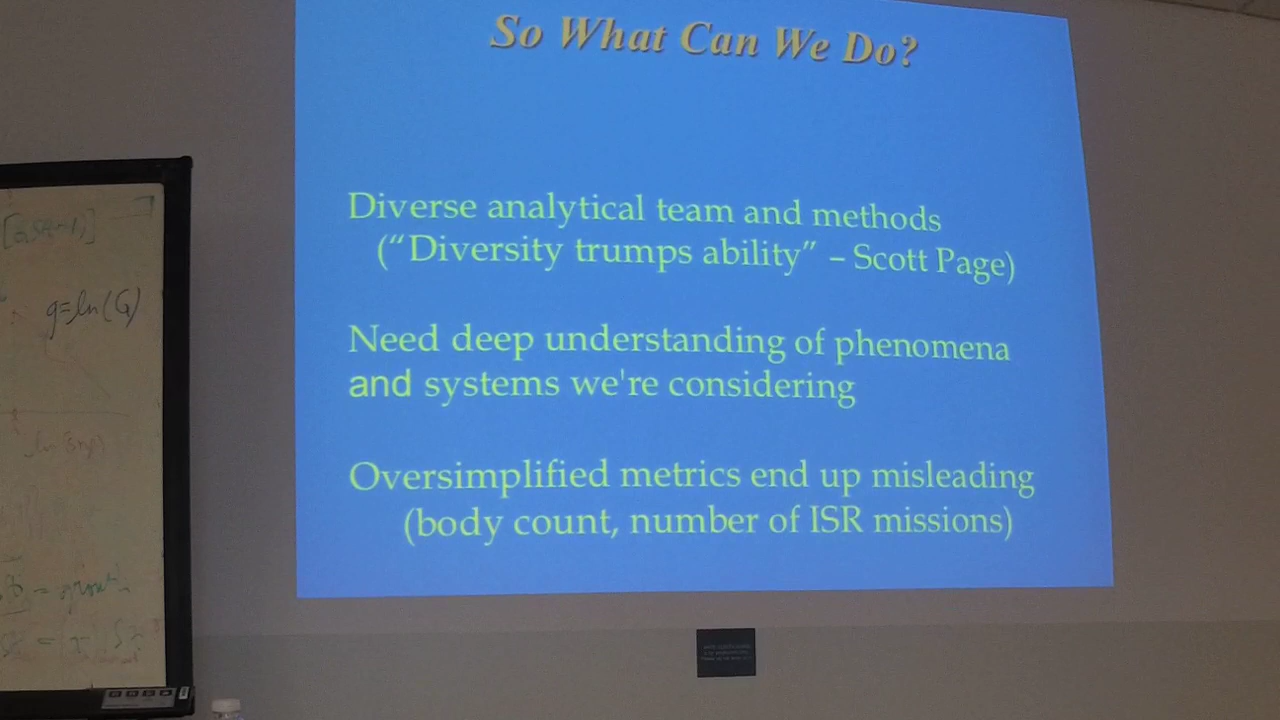 So What Can We Do?
Diverse analytical team and methods
(“Diversity trumps ability” – Scott Page)
Need deep understanding of phenomena
and systems we're considering
Oversimplified metrics end up misleading
(body count, number of ISR missions)
g=ln(G)